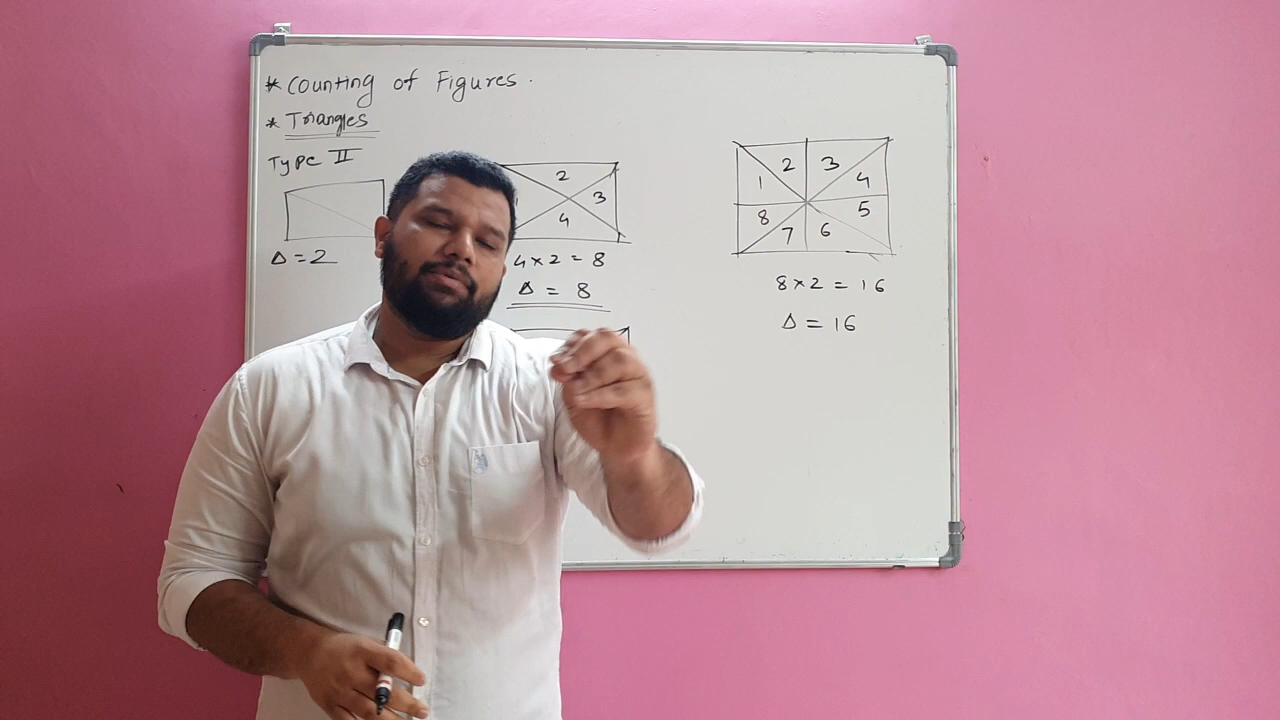 * Counting of Figures.
* Triangles
Type II
Δ = 2
2
3
4
4 × 2 = 8
Δ = 8
1 2 3 4
8 7 6 5
8 × 2 = 16
Δ = 16